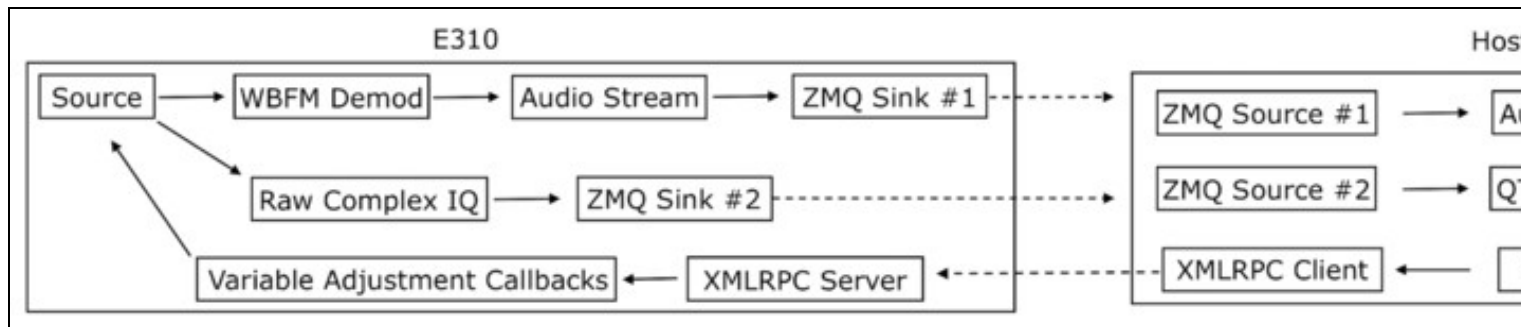 E310
Hos
Source
WBFM Demod
Audio Stream
ZMQ Sink #1
ZMQ Source #1
Raw Complex IQ
ZMQ Sink #2
ZMQ Source #2
Variable Adjustment Callbacks
XMLRPC Server
XMLRPC Client